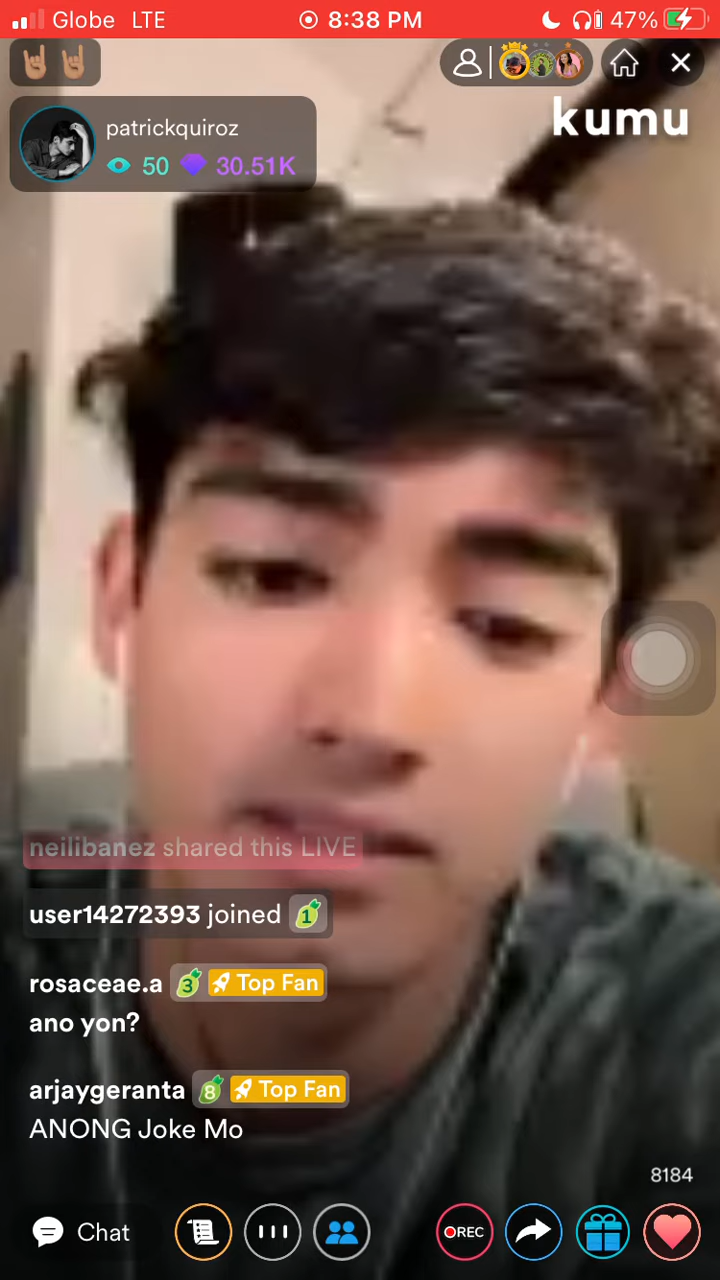 Globe LTE 8:38 PM 47%
kumu
patrickquiroz
50 30.51K
neilibanez shared this LIVE
user14272393 joined 1
rosaceae.a 3 Top Fan
ano yon?
arjaygeranta 8 Top Fan
ANONG Joke Mo
8184
Chat REC